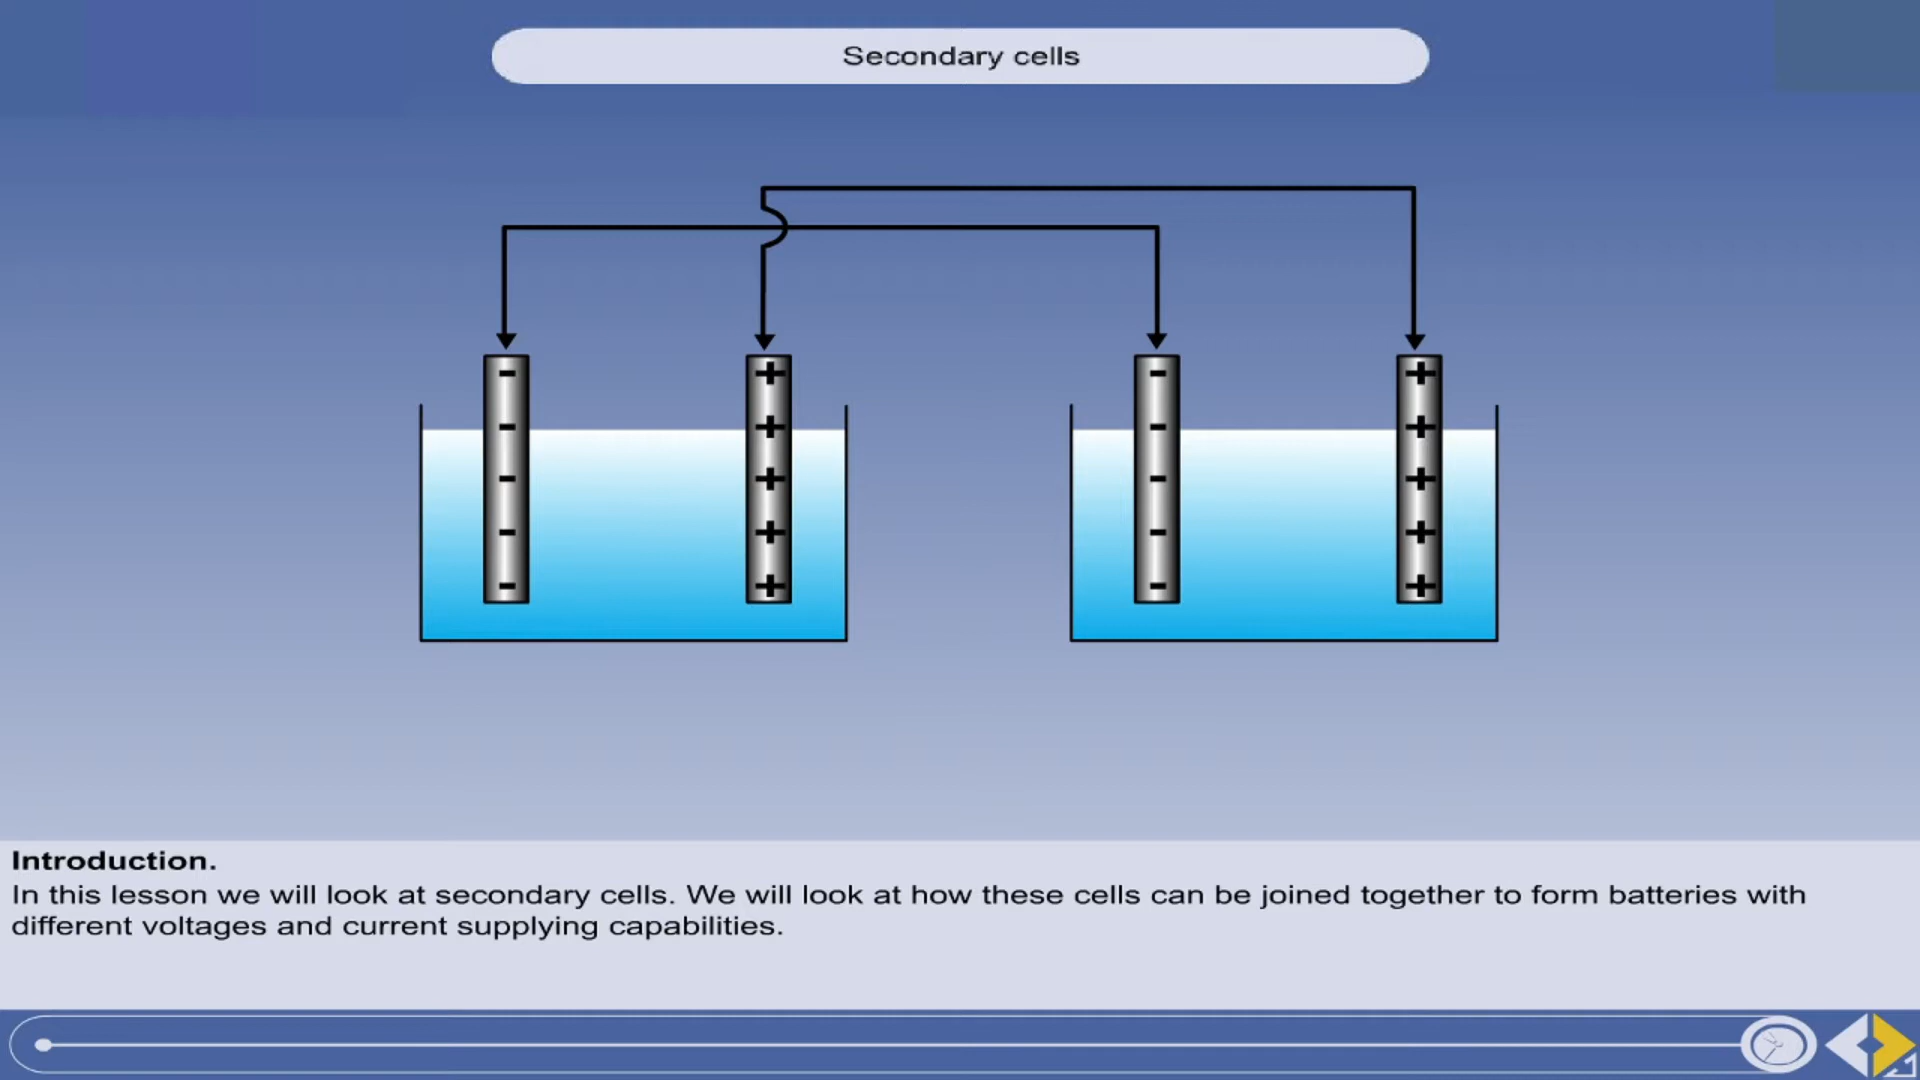 Secondary cells
- + - +
- + - +
- + - +
- + - +
- + - +
Introduction.
In this lesson we will look at secondary cells. We will look at how these cells can be joined together to form batteries with
different voltages and current supplying capabilities.